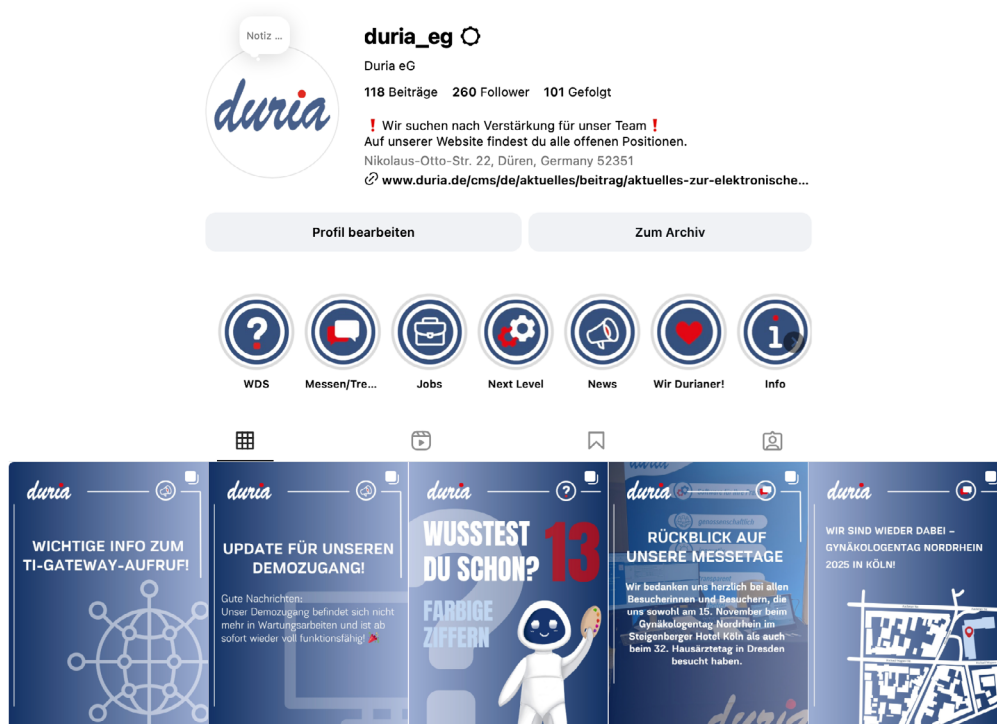 Notiz ...
duria
duria_eg
Duria eG
118 Beiträge 260 Follower 101 Gefolgt
❗ Wir suchen nach Verstärkung für unser Team ❗
Auf unserer Website findest du alle offenen Positionen.
Nikolaus-Otto-Str. 22, Düren, Germany 52351
www.duria.de/cms/de/aktuelles/beitrag/aktuelles-zur-elektronische...
Profil bearbeiten
Zum Archiv
?
i
WDS
Messen/Tre...
Jobs
Next Level
News
Wir Durianer!
Info
duria
WICHTIGE INFO ZUM
TI-GATEWAY-AUFRUF!
duria
UPDATE FÜR UNSEREN
DEMOZUGANG!
Gute Nachrichten:
Unser Demozugang befindet sich nicht
mehr in Wartungsarbeiten und ist ab
sofort wieder voll funktionsfähig!
duria
?
WUSSTEST
DU SCHON?
13
FARBIGE
ZIFFERN
duria
genossenschaftlich
RÜCKBLICK AUF
UNSERE MESSETAGE
Wir bedanken uns herzlich bei allen
Besucherinnen und Besuchern, die
uns sowohl am 15. November beim
Gynäkologentag Nordrhein im
Steigenberger Hotel Köln als auch
beim 32. Hausärztetag in Dresden
besucht haben.
duria
duria
WIR SIND WIEDER DABEI –
GYNÄKOLOGENTAG NORDRHEIN
2025 IN KÖLN!